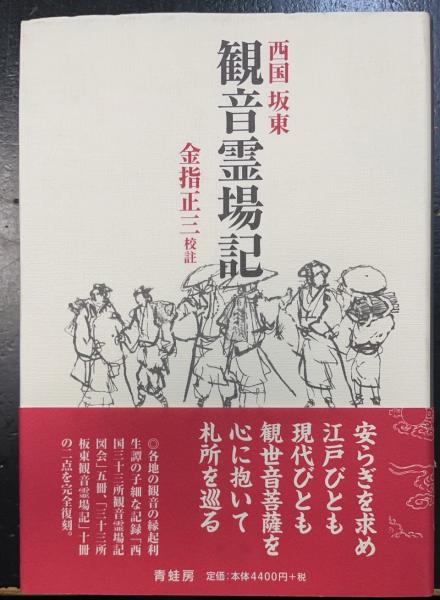 西国 坂東
観音霊場記
金指正三 校註
安らぎを求め
江戸びとも
現代びとも
観世音菩薩を
心に抱いて
札所を巡る
◎各地の観音の縁起利
生譚の子細な記録「西
国三十三所観音霊場記
図会」五冊、「三十三所
坂東観音霊場記」十冊
の二点を完全復刻。
青蛙房 定価:本体4400円+税